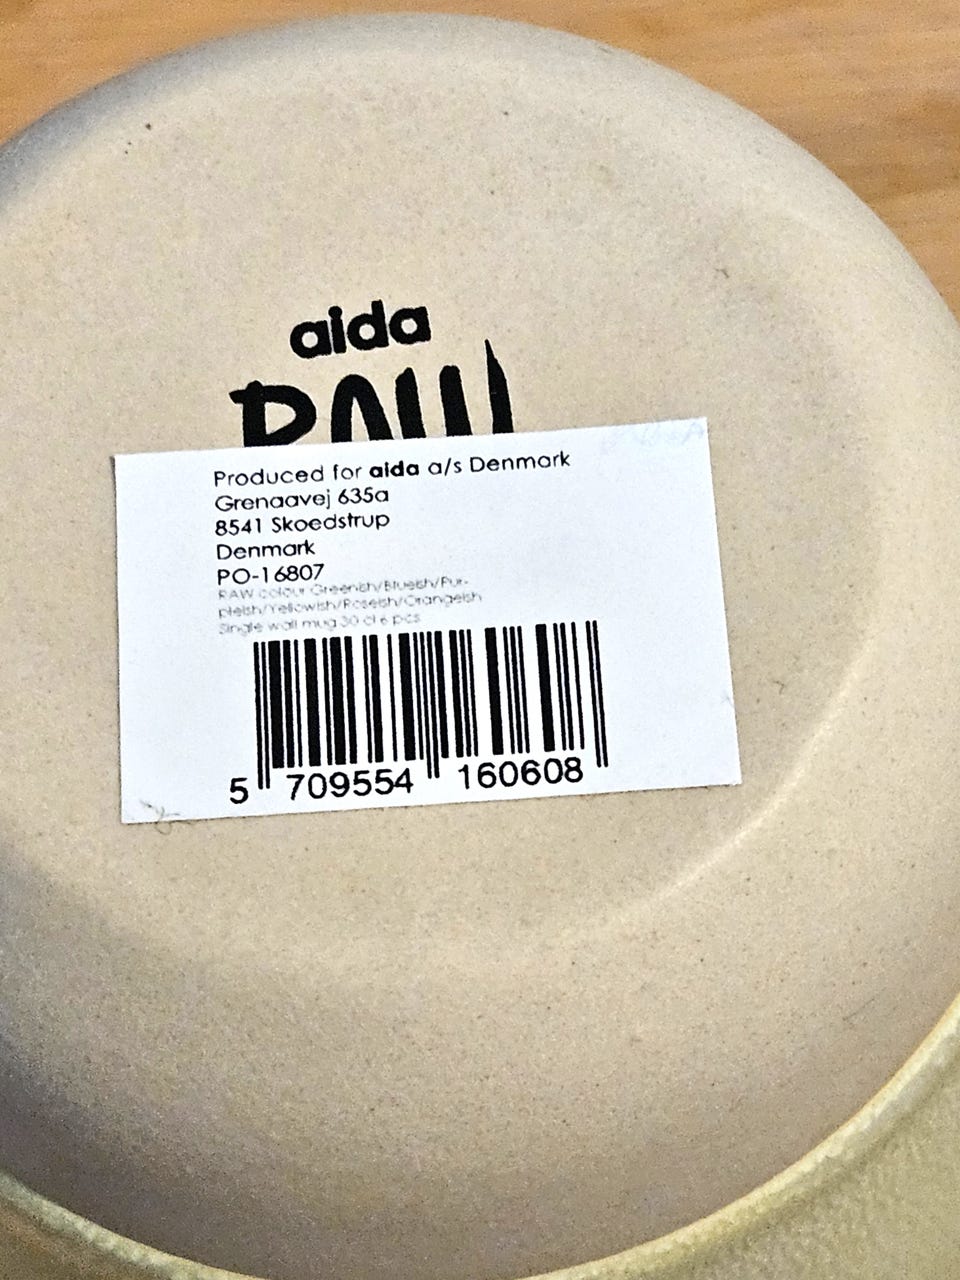 aida
RAW
Produced for aida a/s Denmark
Grenaavej 635a
8541 Skoedstrup
Denmark
PO-16807
RAW colour Greenish/Blueish/Pur-
pleish/Yellowish/Roseish/Orangeish
Single wall mug 30 cl 6 pcs
5 709554 160608